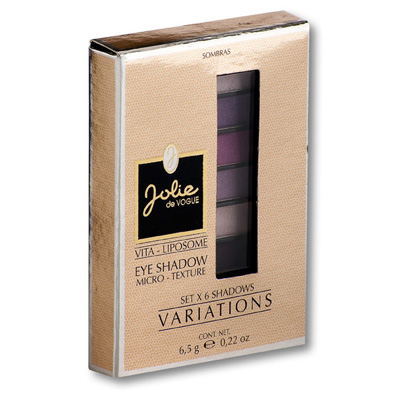 SOMBRAS
Jolie
de VOGUE
VITA - LIPOSOME
EYE SHADOW
MICRO - TEXTURE
SET X 6 SHADOWS
VARIATIONS
CONT. NET.
6,5 g ℮ 0,22 oz